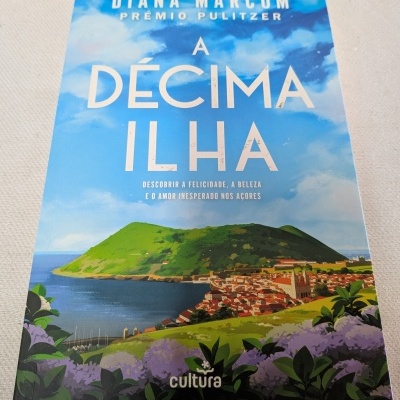 DIANA MARCUM
PRÉMIO PULITZER
A
DÉCIMA
ILHA
DESCOBRIR A FELICIDADE, A BELEZA
E O AMOR INESPERADO NOS AÇORES
cultura